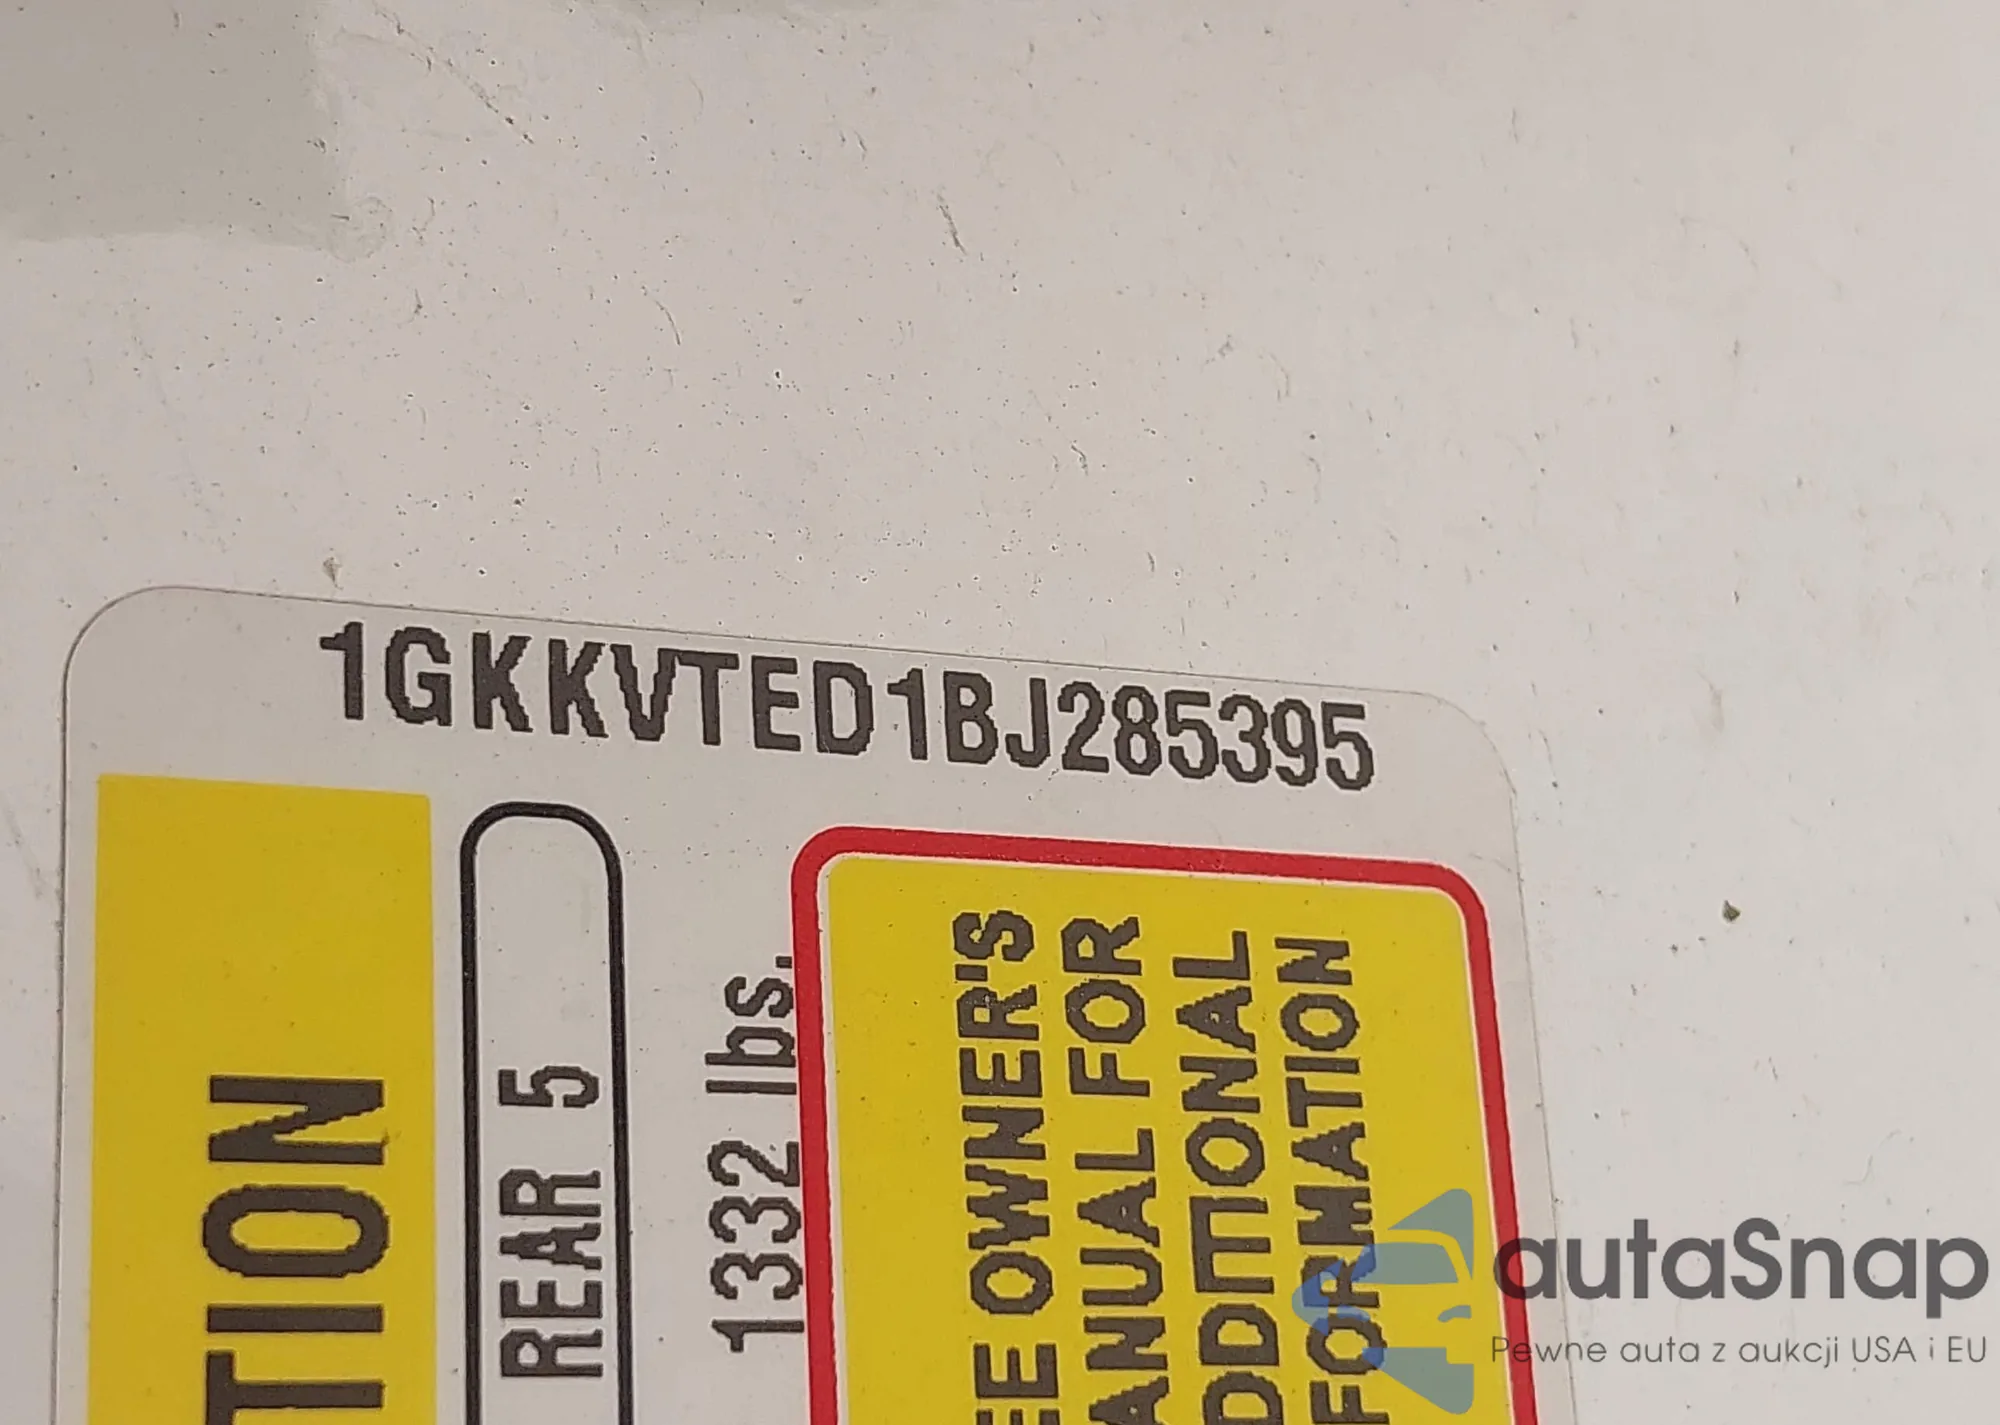 1GKKVTED1BJ285395
TION
REAR 5
1332 lbs.
EE OWNER'S
ANUAL FOR
DDITIONAL
FORMATION
autaSnap
Pewne auta z aukcji USA i EU